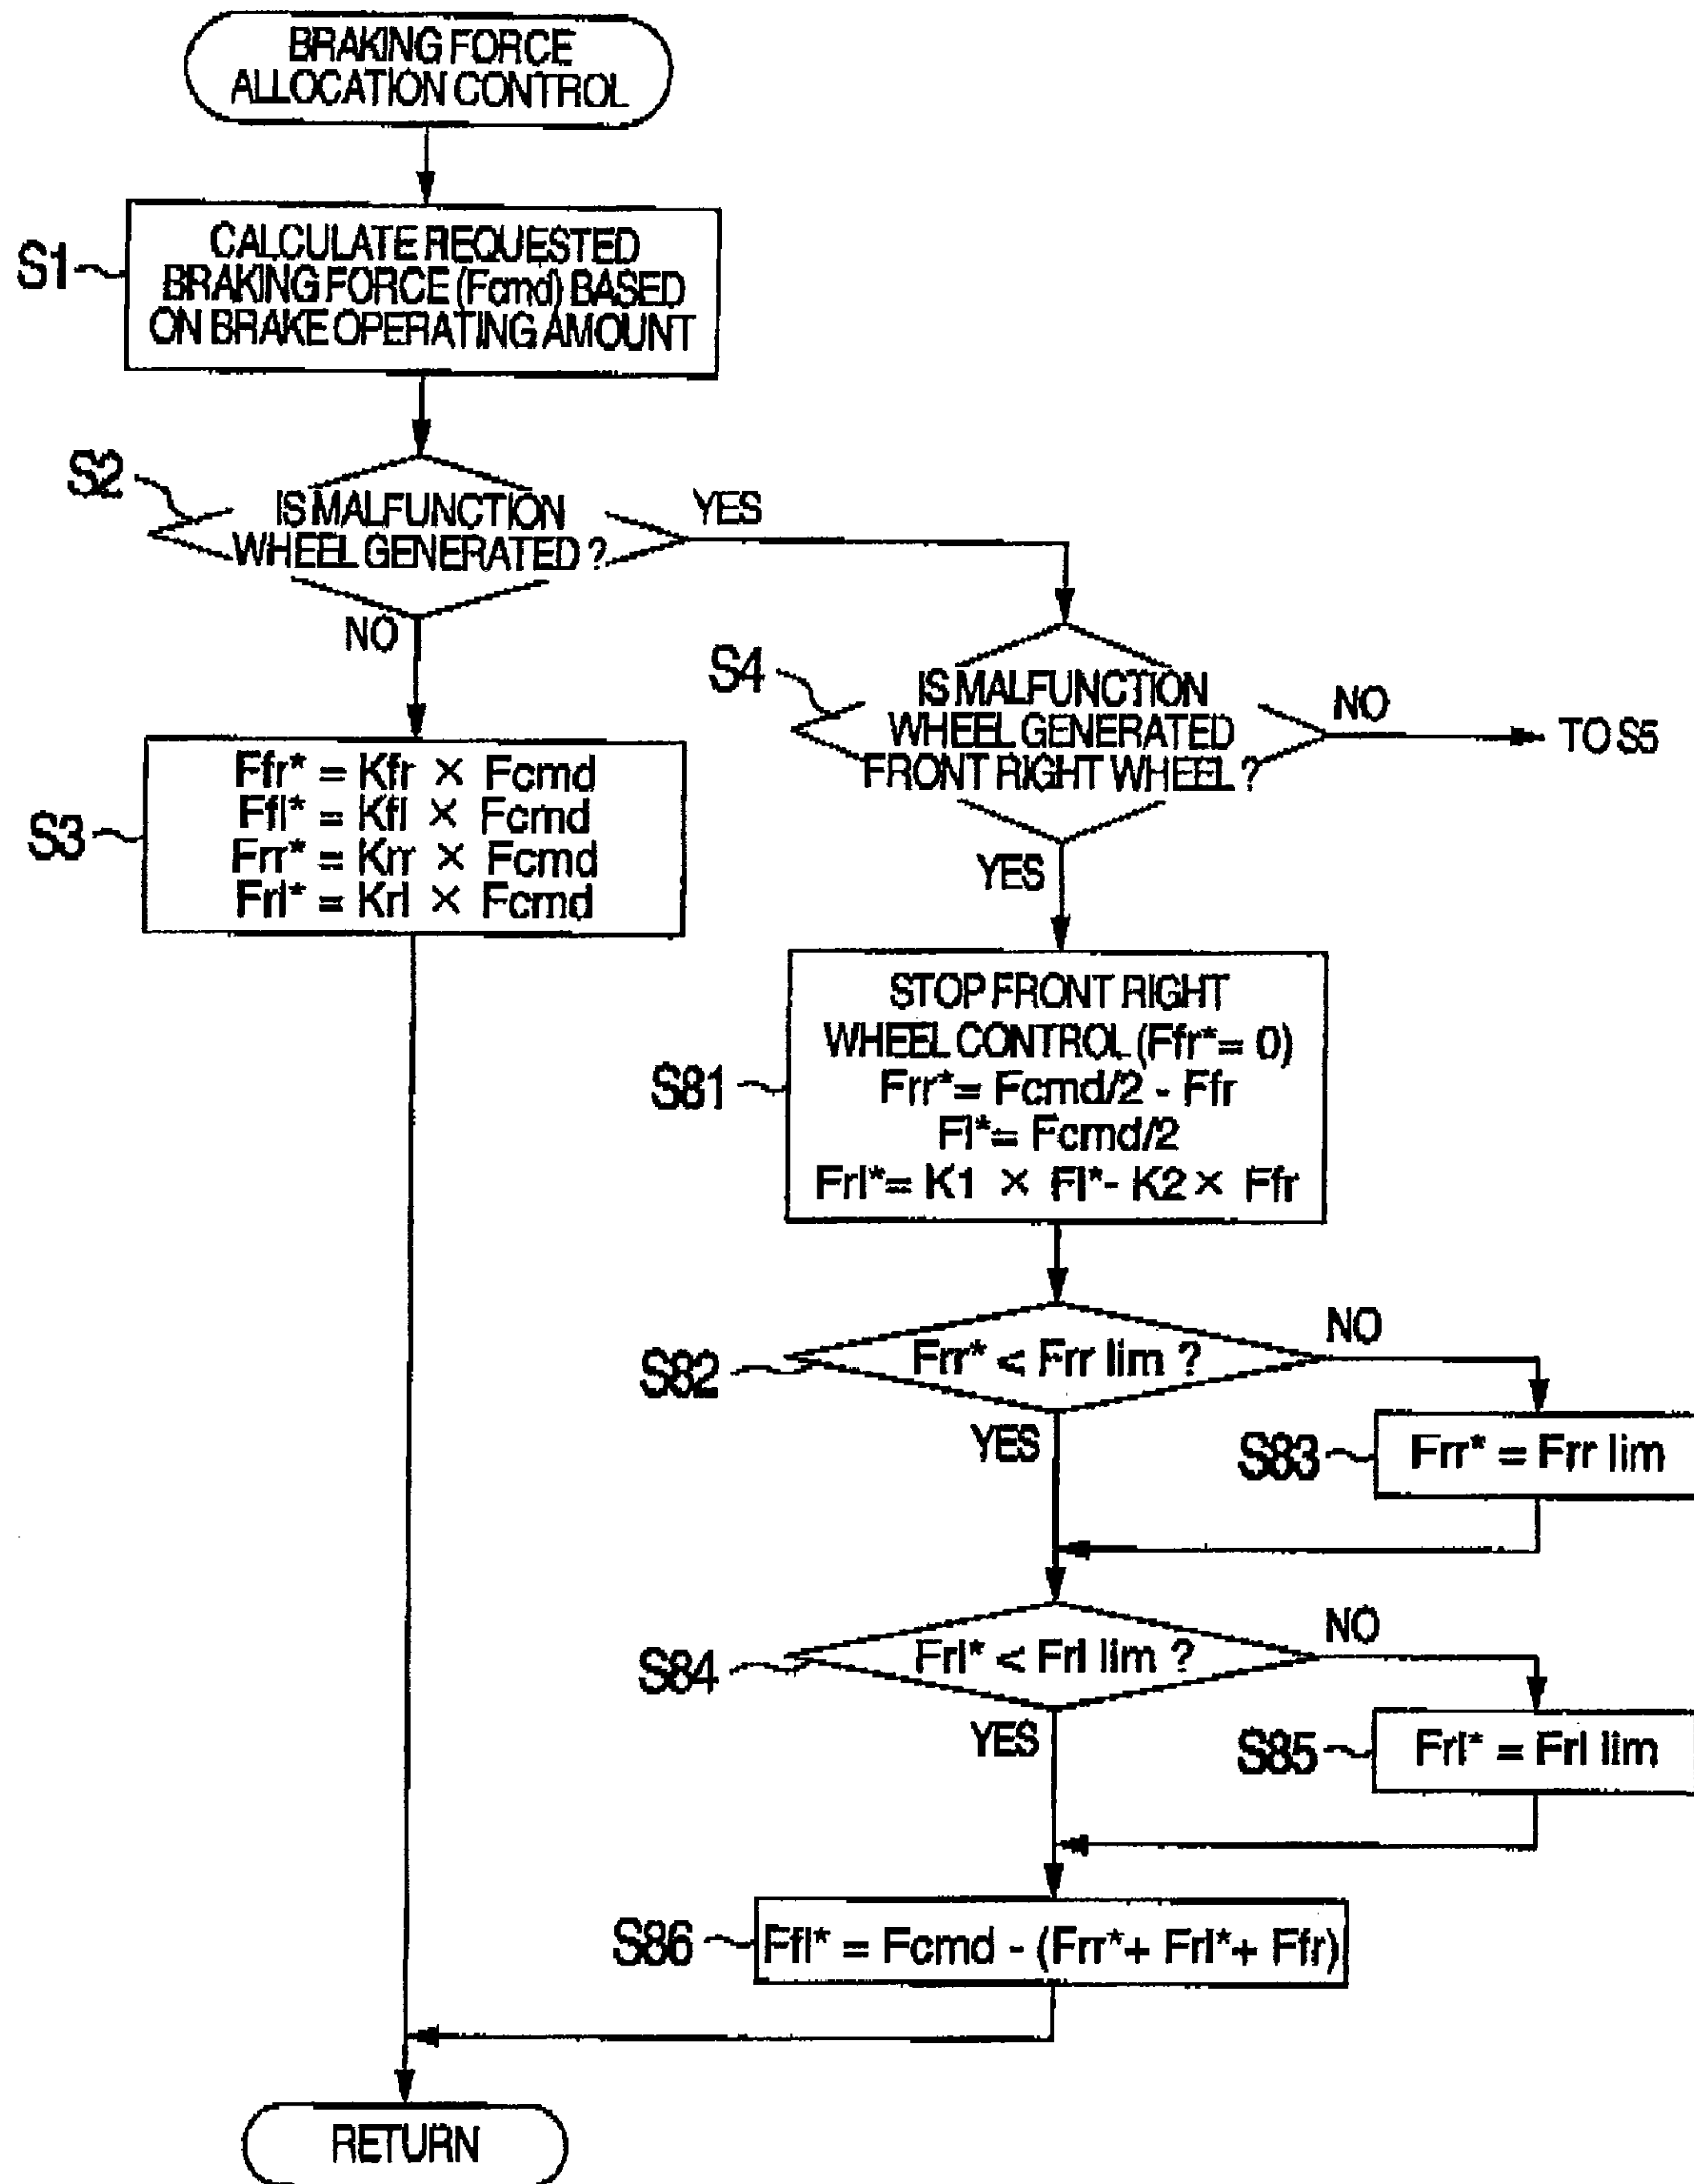 BRAKING FORCE
ALLOCATION CONTROL
S1
CALCULATE REQUESTED
BRAKING FORCE (Fcmd) BASED
ON BRAKE OPERATING AMOUNT
S2
IS MALFUNCTION
WHEEL GENERATED ?
YES
NO
S4
IS MALFUNCTION
WHEEL GENERATED
FRONT RIGHT WHEEL ?
NO
TO S5
YES
S3
Ffr* = Kfr × Fcmd
Ffl* = Kfl × Fcmd
Frr* = Krr × Fcmd
Frl* = Krl × Fcmd
S81
STOP FRONT RIGHT
WHEEL CONTROL (Ffr*= 0)
Frr*= Fcmd/2 - Ffr
Fl*= Fcmd/2
Frl*= K1 × Fl*- K2 × Ffr
S82
Frr* < Frr lim ?
NO
YES
S83
Frr* = Frr lim
S84
Frl* < Frl lim ?
NO
YES
S85
Frl* = Frl lim
S86
Ffl* = Fcmd - (Frr*+ Frl*+ Ffr)
RETURN